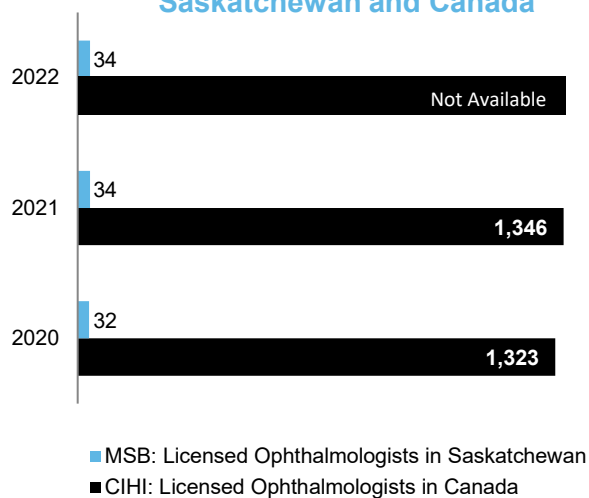 Saskatchewan and Canada
2022
34
Not Available
2021
34
1,346
2020
32
1,323
MSB: Licensed Ophthalmologists in Saskatchewan
CIHI: Licensed Ophthalmologists in Canada